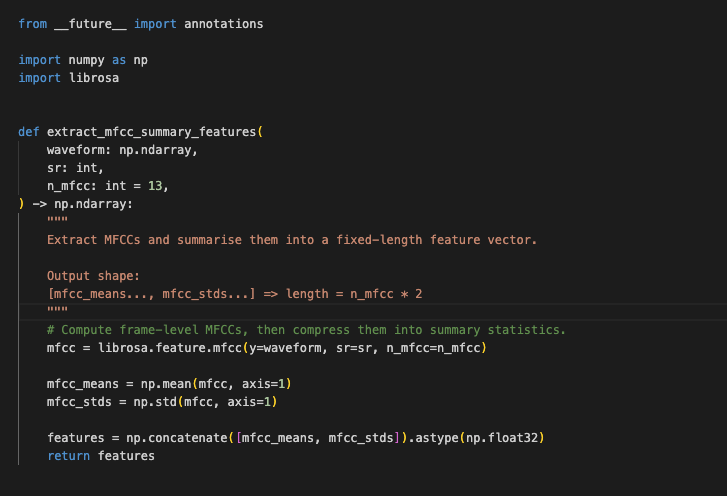 from __future__ import annotations
import numpy as np
import librosa
def extract_mfcc_summary_features(
    waveform: np.ndarray,
    sr: int,
    n_mfcc: int = 13,
) -> np.ndarray:
    """
    Extract MFCCs and summarise them into a fixed-length feature vector.
    Output shape:
    [mfcc_means..., mfcc_stds...] => length = n_mfcc * 2
    """
    # Compute frame-level MFCCs, then compress them into summary statistics.
    mfcc = librosa.feature.mfcc(y=waveform, sr=sr, n_mfcc=n_mfcc)
    mfcc_means = np.mean(mfcc, axis=1)
    mfcc_stds = np.std(mfcc, axis=1)
    features = np.concatenate([mfcc_means, mfcc_stds]).astype(np.float32)
    return features